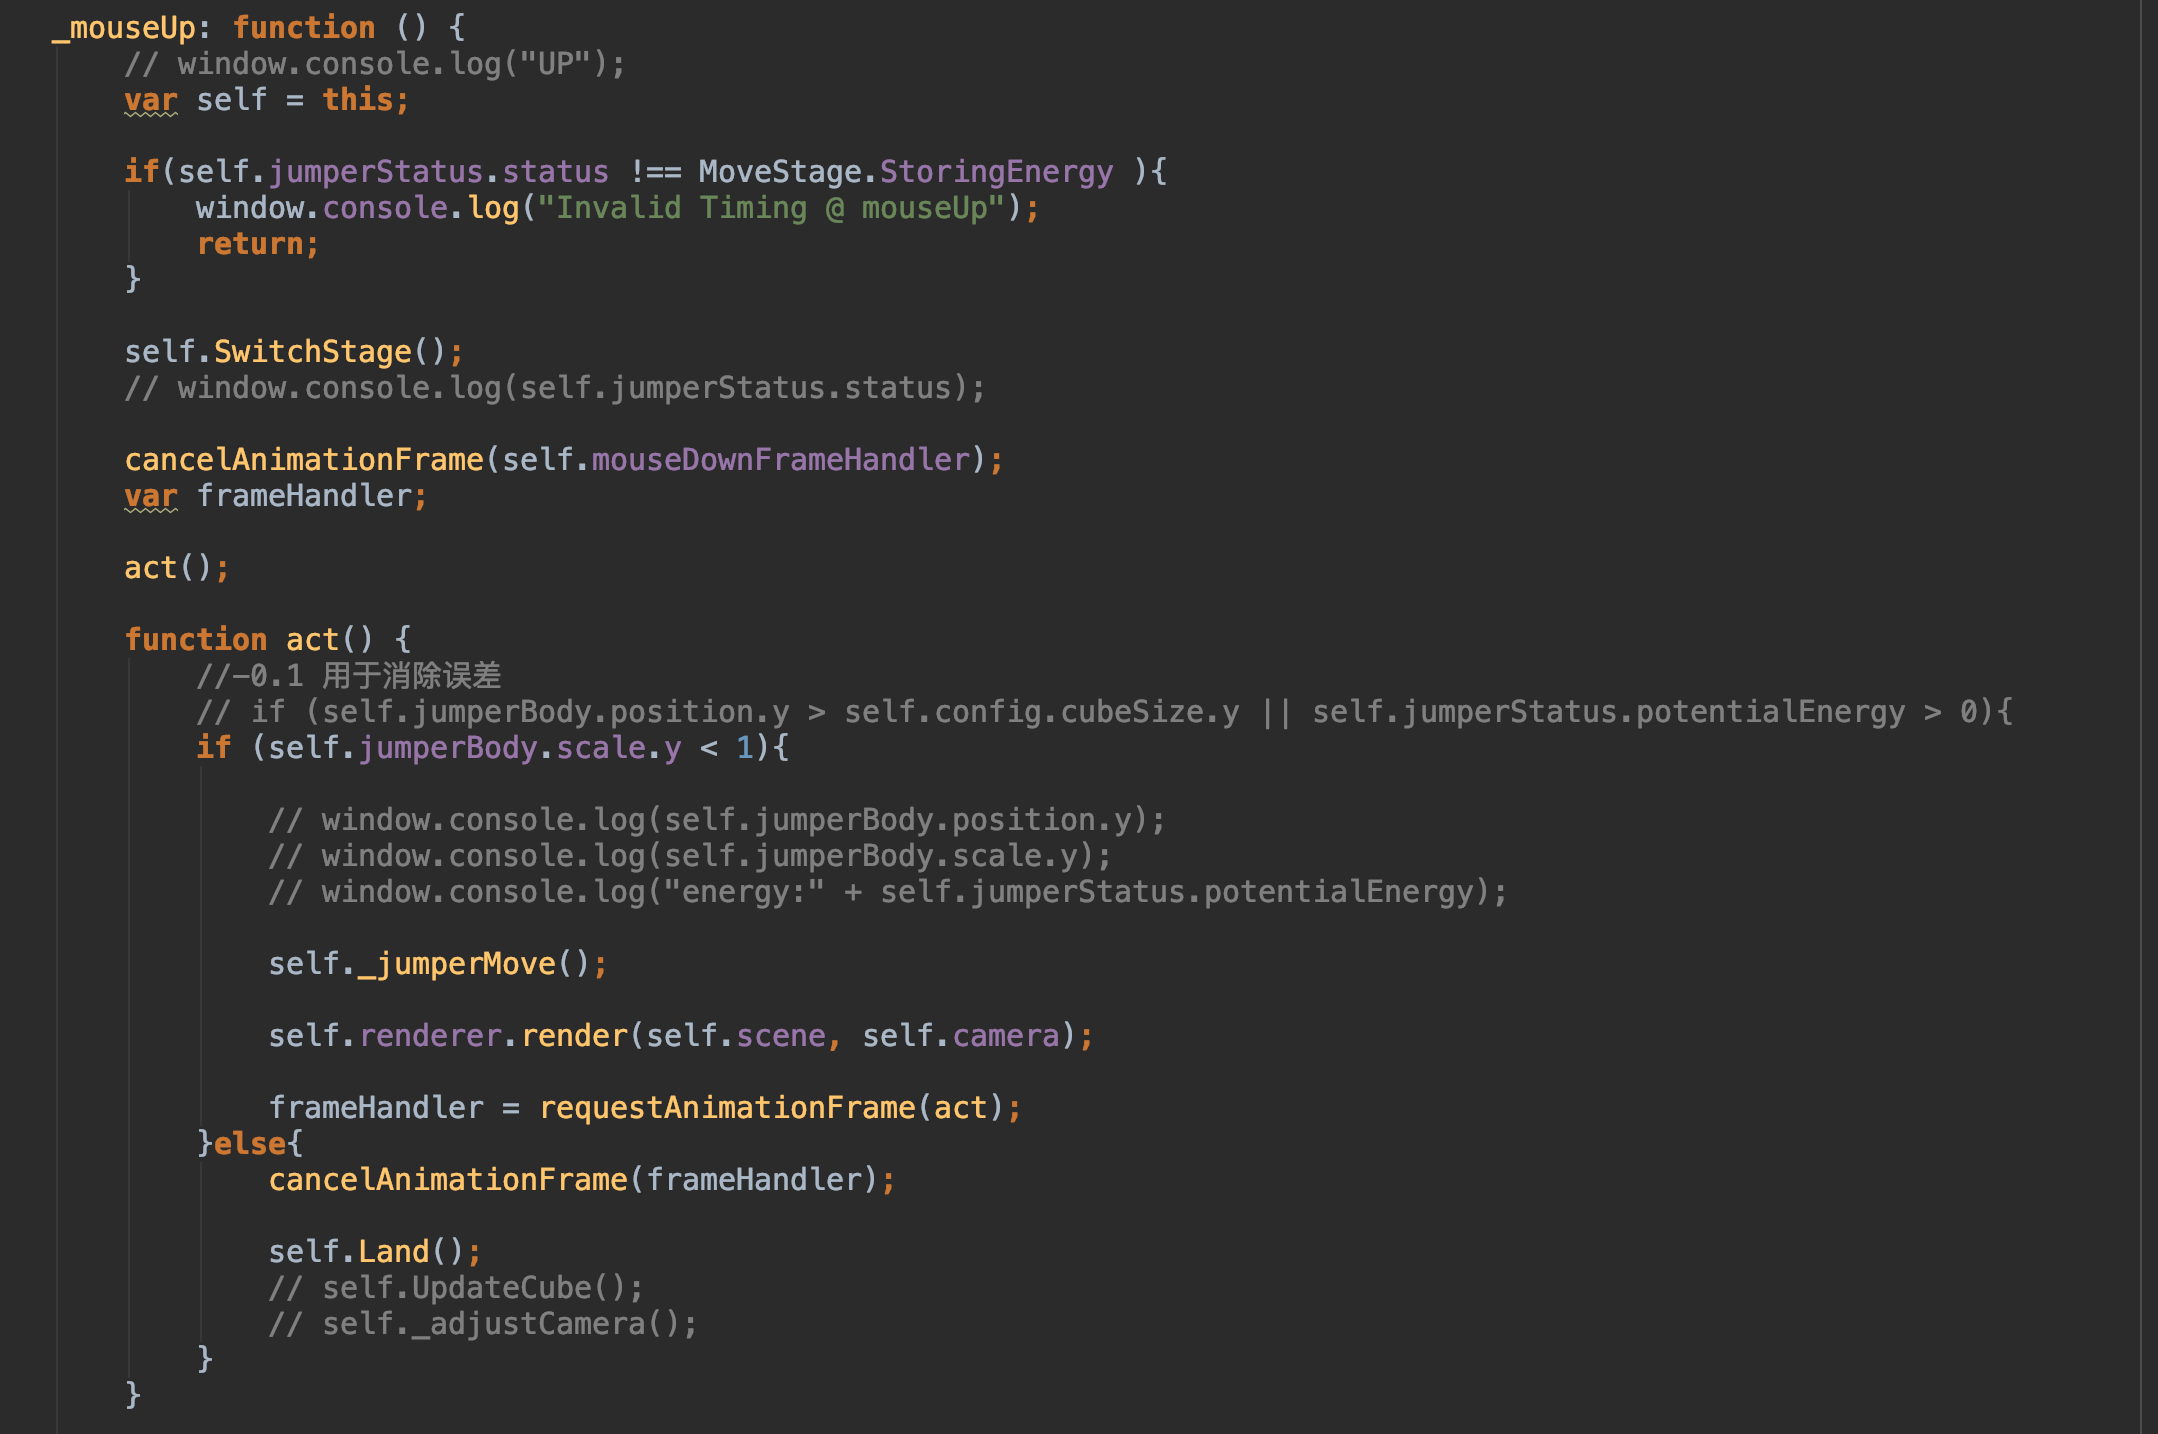 _mouseUp: function () {
// window.console.log("UP");
var self = this;
if(self.jumperStatus.status !== MoveStage.StoringEnergy ){
window.console.log("Invalid Timing @ mouseUp");
return;
}
self.SwitchStage();
// window.console.log(self.jumperStatus.status);
cancelAnimationFrame(self.mouseDownFrameHandler);
var frameHandler;
act();
function act() {
//-0.1 用于消除误差
// if (self.jumperBody.position.y > self.config.cubeSize.y || self.jumperStatus.potentialEnergy > 0){
if (self.jumperBody.scale.y < 1){
// window.console.log(self.jumperBody.position.y);
// window.console.log(self.jumperBody.scale.y);
// window.console.log("energy:" + self.jumperStatus.potentialEnergy);
self._jumperMove();
self.renderer.render(self.scene, self.camera);
frameHandler = requestAnimationFrame(act);
}else{
cancelAnimationFrame(frameHandler);
self.Land();
// self.UpdateCube();
// self._adjustCamera();
}
}